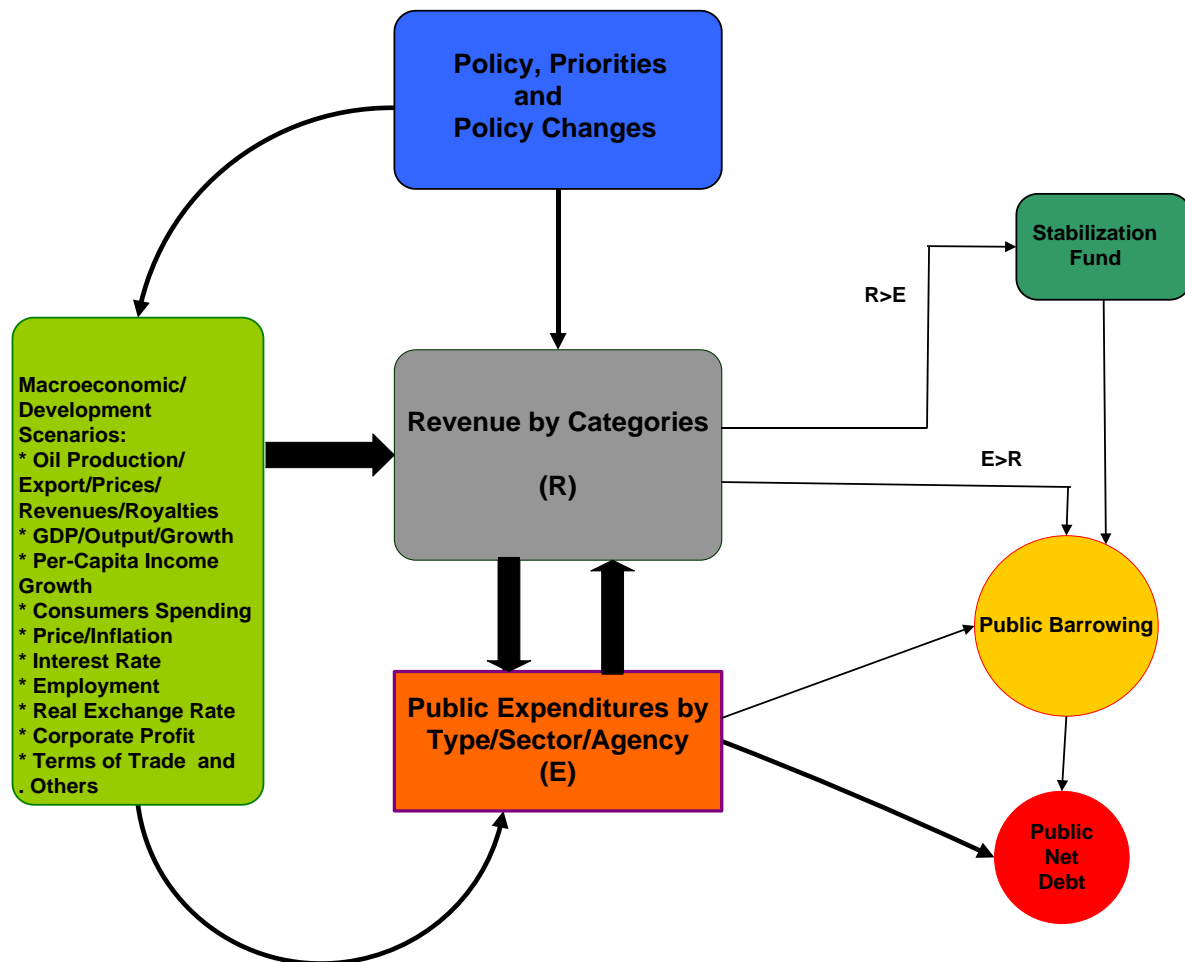 Policy, Priorities
and
Policy Changes
Stabilization
Fund
R>E
Macroeconomic/
Development
Scenarios:
* Oil Production/
Export/Prices/
Revenues/Royalties
* GDP/Output/Growth
* Per-Capita Income
Growth
* Consumers Spending
* Price/Inflation
* Interest Rate
* Employment
* Real Exchange Rate
* Corporate Profit
* Terms of Trade and
. Others
Revenue by Categories
(R)
E>R
Public Barrowing
Public Expenditures by
Type/Sector/Agency
(E)
Public
Net
Debt